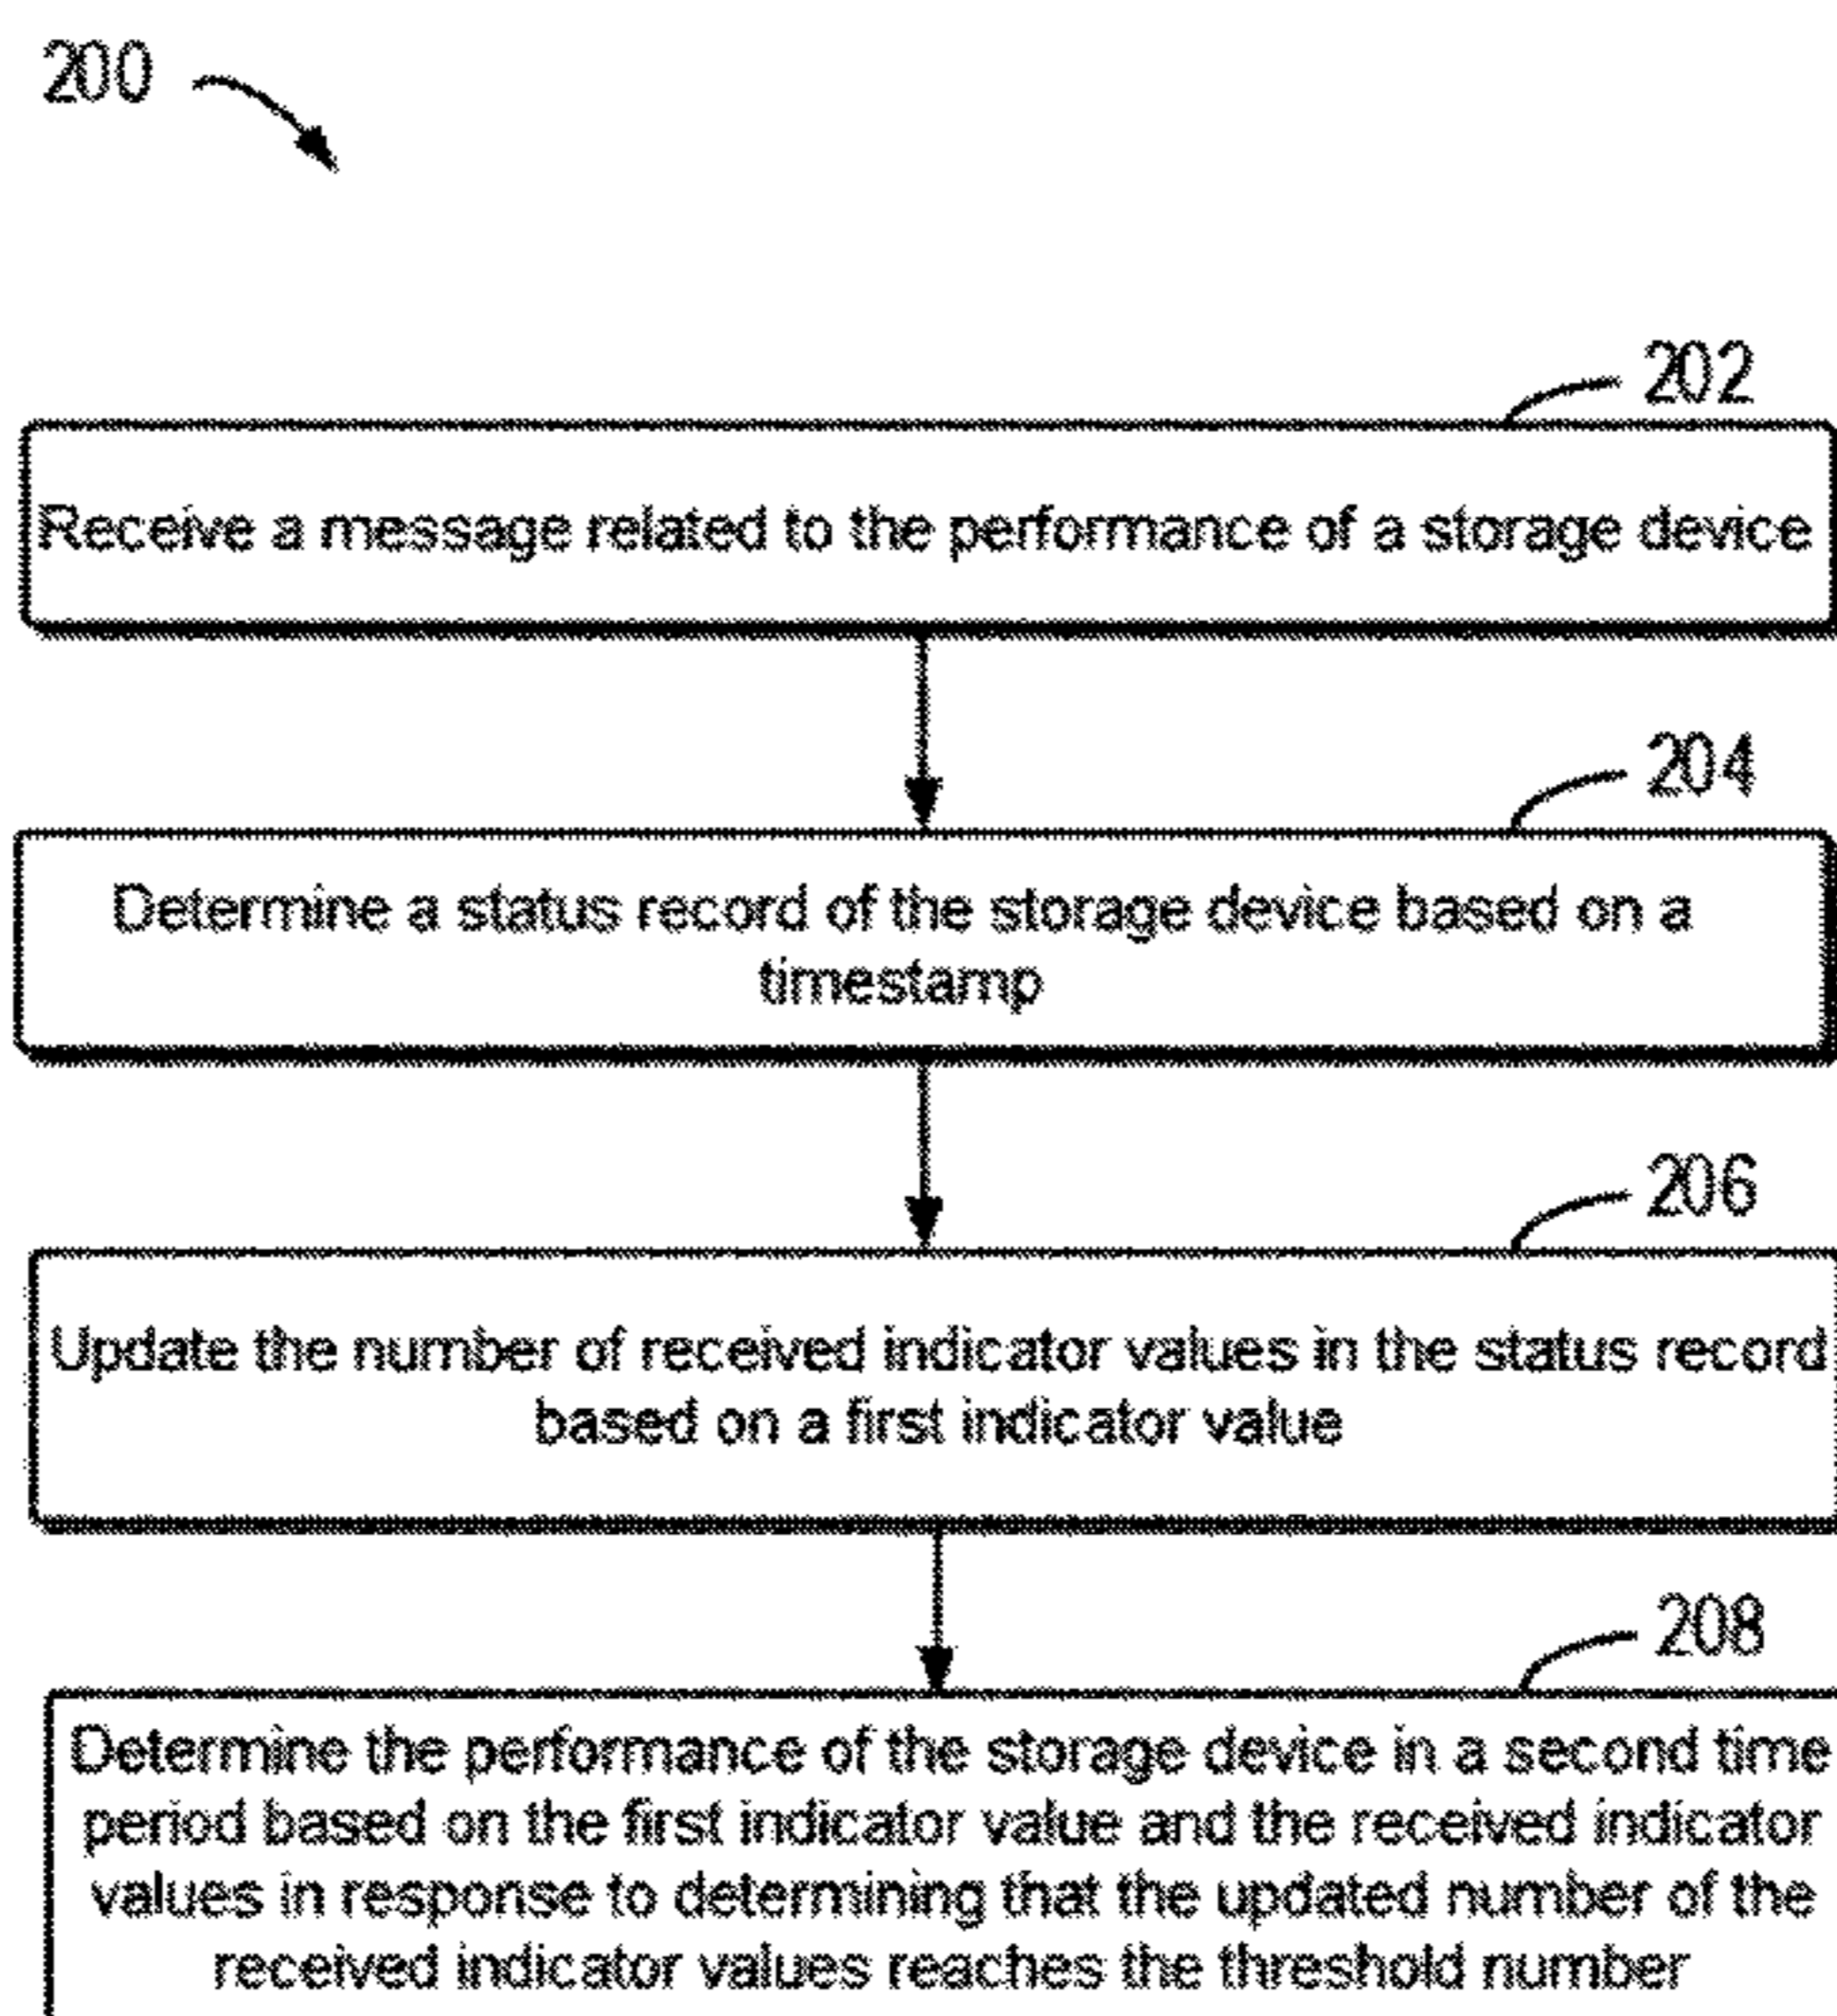 200
202
Receive a message related to the performance of a storage device
204
Determine a status record of the storage device based on a
timestamp
206
Update the number of received indicator values in the status record
based on a first indicator value
208
Determine the performance of the storage device in a second time
period based on the first indicator value and the received indicator
values in response to determining that the updated number of the
received indicator values reaches the threshold number